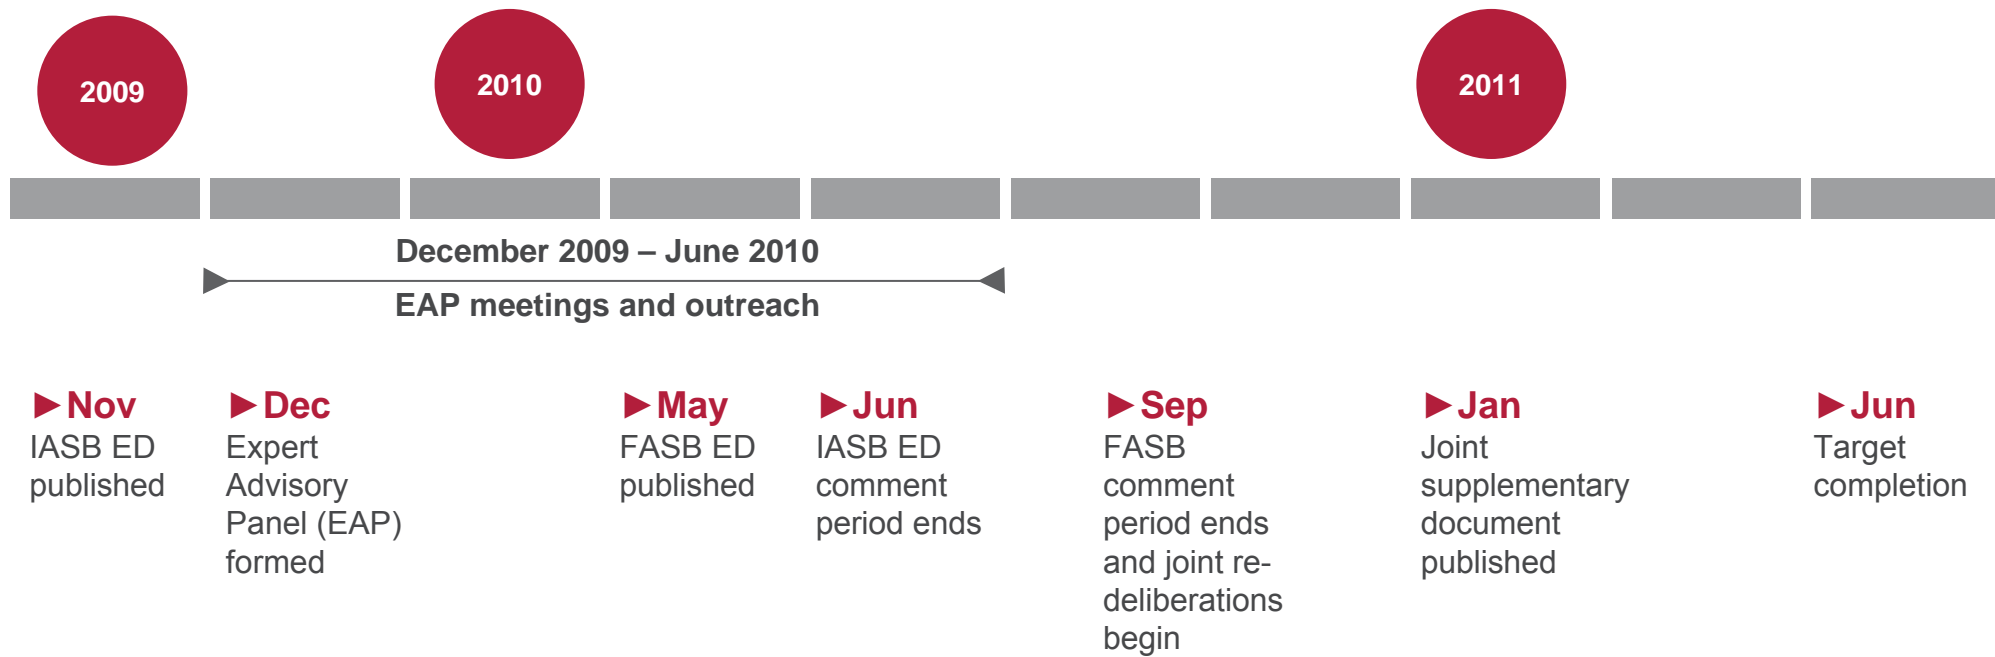 2009
2010
2011
December 2009 – June 2010
EAP meetings and outreach
►Nov
IASB ED
published
►Dec
Expert
Advisory
Panel (EAP)
formed
►May
FASB ED
published
►Jun
IASB ED
comment
period ends
►Sep
FASB
comment
period ends
and joint re-
deliberations
begin
►Jan
Joint
supplementary
document
published
►Jun
Target
completion